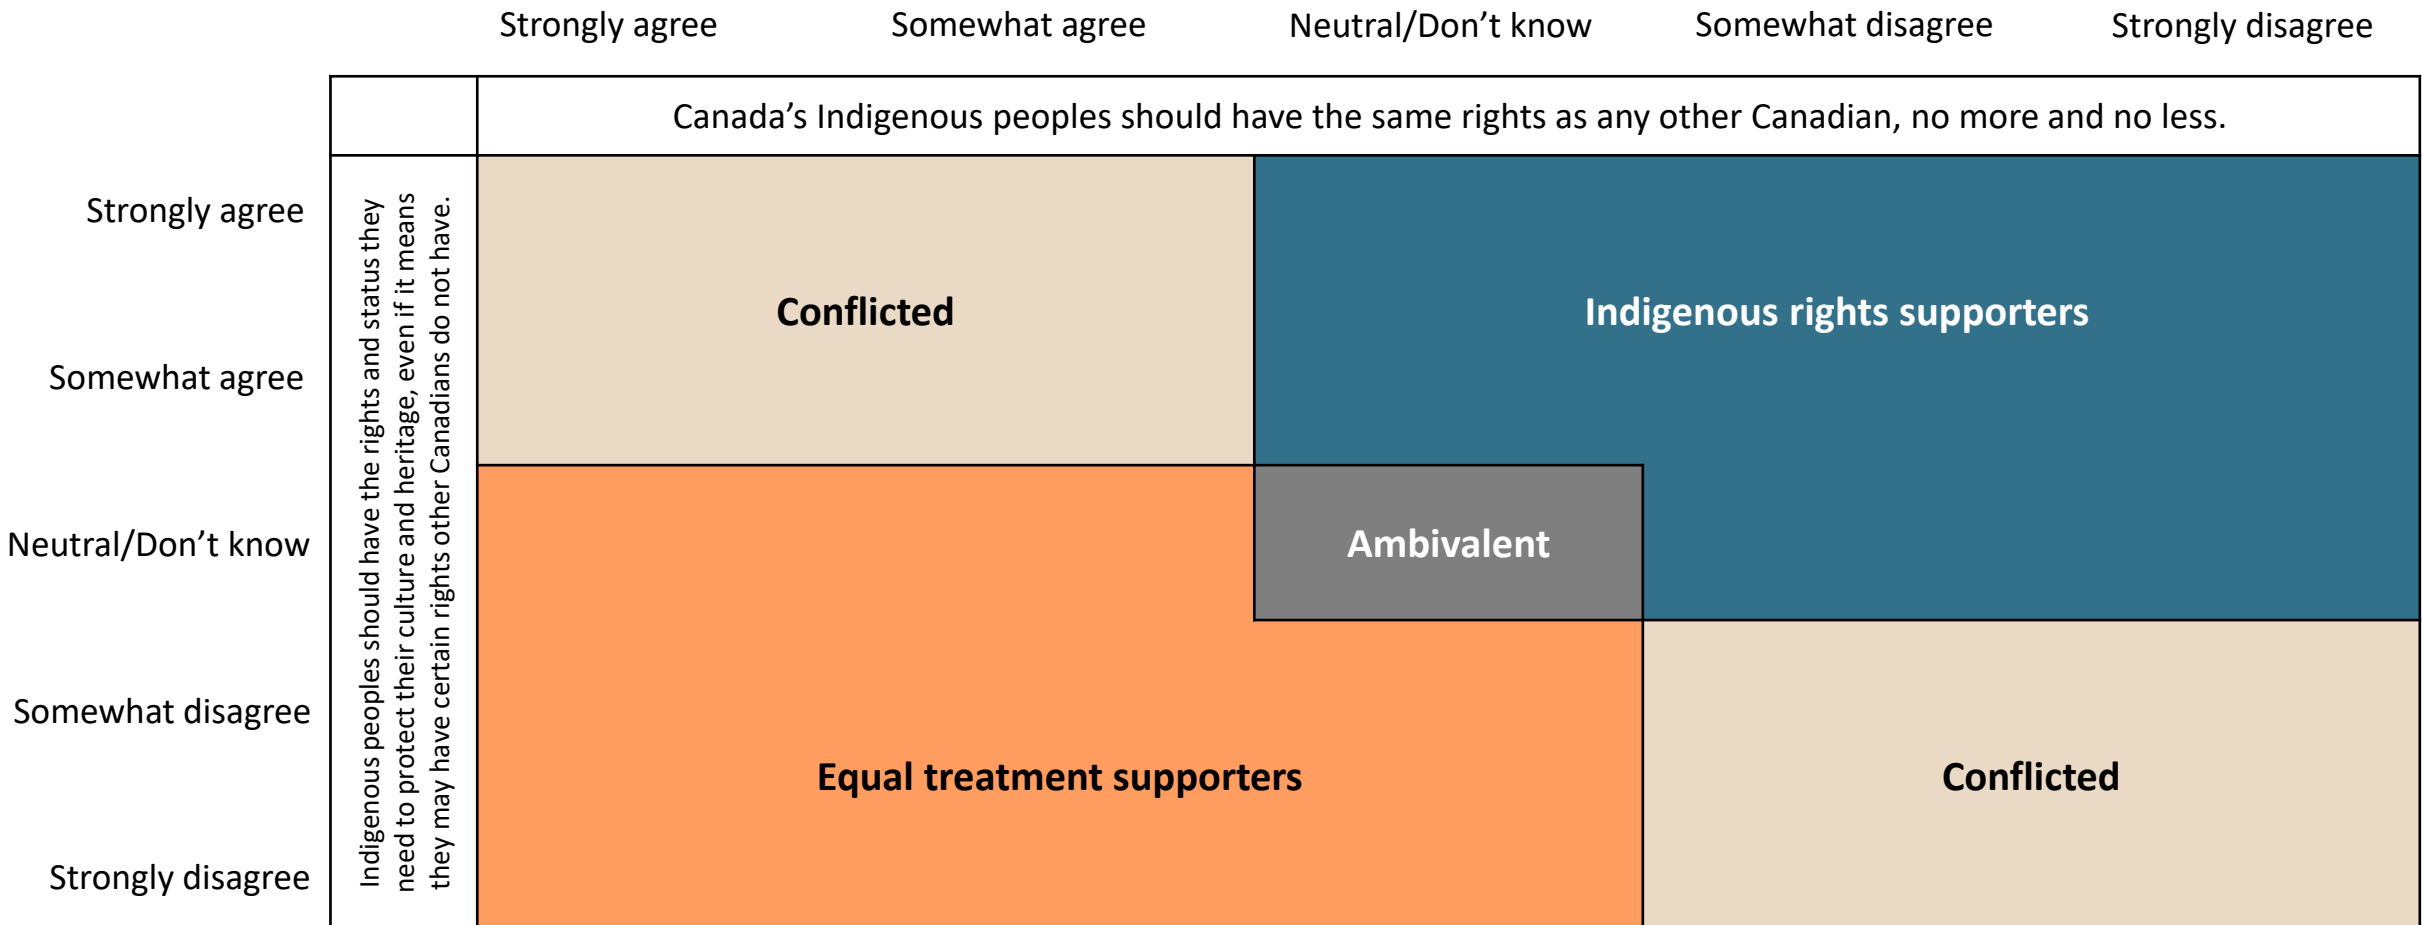 Strongly agree Somewhat agree Neutral/Don’t know Somewhat disagree Strongly disagree
Canada’s Indigenous peoples should have the same rights as any other Canadian, no more and no less.
Indigenous peoples should have the rights and status they
need to protect their culture and heritage, even if it means
they may have certain rights other Canadians do not have.
Strongly agree
Conflicted
Indigenous rights supporters
Somewhat agree
Neutral/Don’t know
Ambivalent
Somewhat disagree
Equal treatment supporters
Conflicted
Strongly disagree